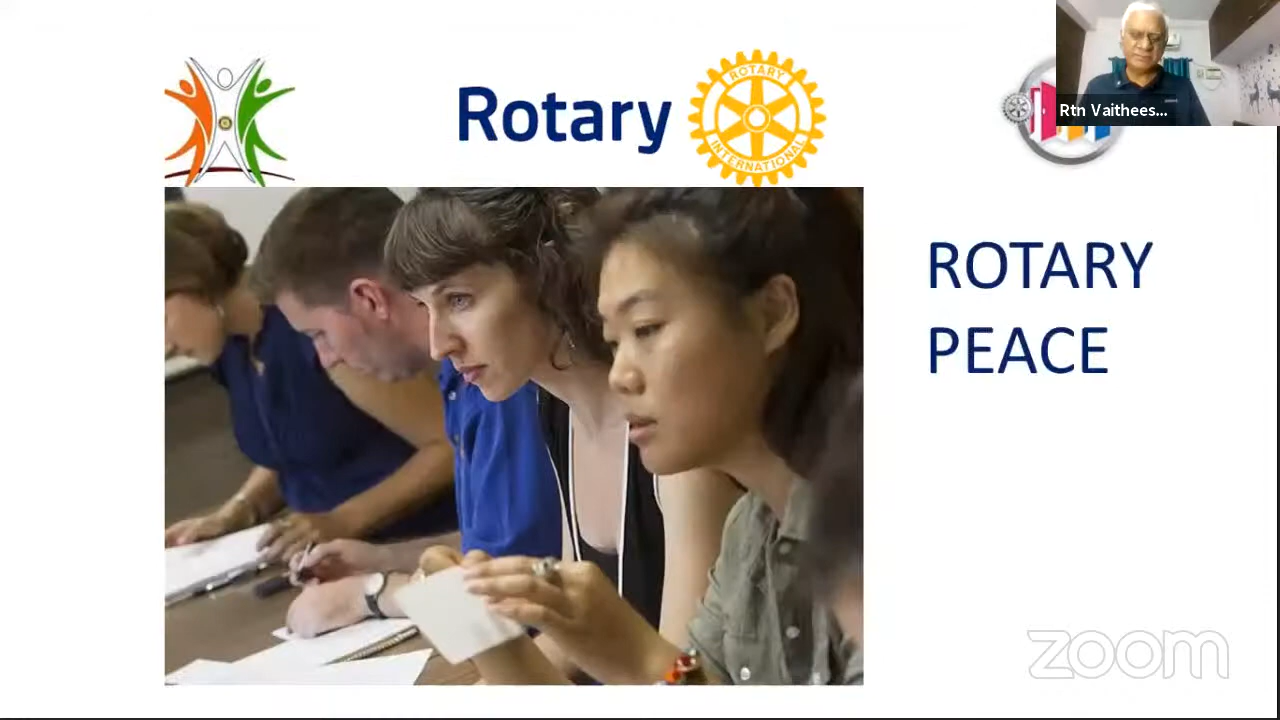 Rotary
ROTARY
INTERNATIONAL
Rtn Vaithees...
ROTARY
PEACE
zoom